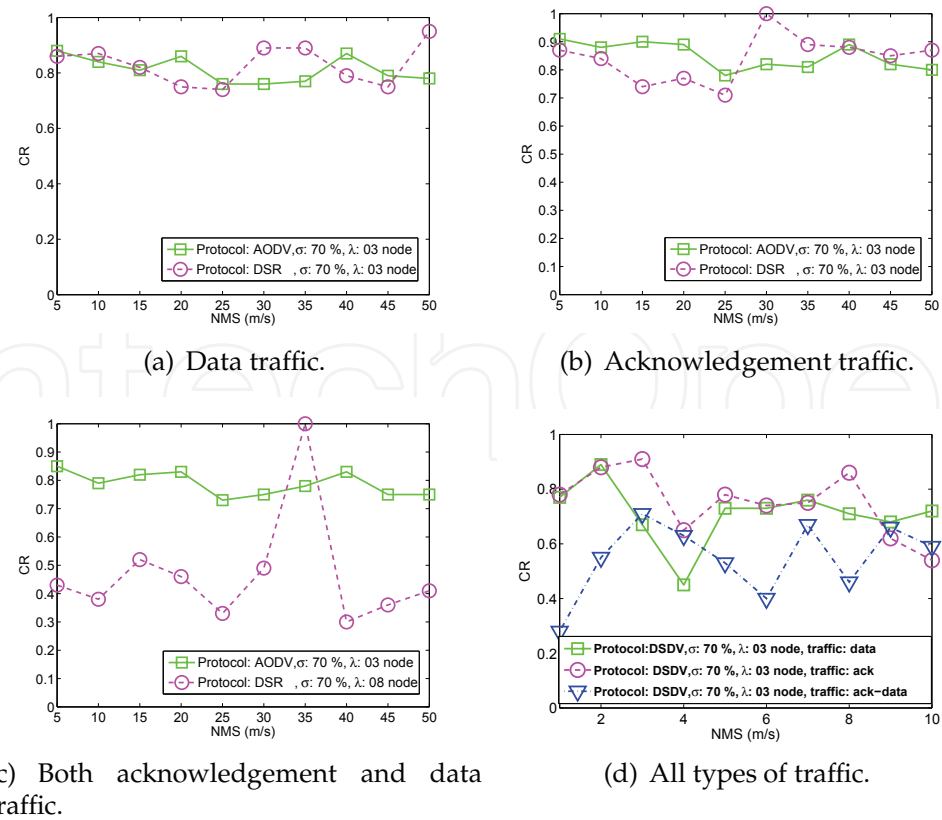 1
0.8
0.6
0.4
0.2
0
CR
5 10 15 20 25 30 35 40 45 50
NMS (m/s)
Protocol: AODV,σ: 70 %, λ: 03 node
Protocol: DSR , σ: 70 %, λ: 03 node
(a) Data traffic.
1
0.9
0.8
0.7
0.6
0.5
0.4
0.3
0.2
0.1
0
CR
5 10 15 20 25 30 35 40 45 50
NMS (m/s)
Protocol: AODV,σ: 70 %, λ: 03 node
Protocol: DSR , σ: 70 %, λ: 03 node
(b) Acknowledgement traffic.
1
0.9
0.8
0.7
0.6
0.5
0.4
0.3
0.2
0.1
0
CR
5 10 15 20 25 30 35 40 45 50
NMS (m/s)
Protocol: AODV,σ: 70 %, λ: 03 node
Protocol: DSR , σ: 70 %, λ: 08 node
c) Both acknowledgement and data
raffic.
1
0.8
0.6
0.4
0.2
0
CR
2 4 6 8 10
NMS (m/s)
Protocol:DSDV,σ: 70 %, λ: 03 node, traffic: data
Protocol: DSDV,σ: 70 %, λ: 03 node, traffic: ack
Protocol: DSDV,σ: 70 %, λ: 03 node, traffic: ack−data
(d) All types of traffic.